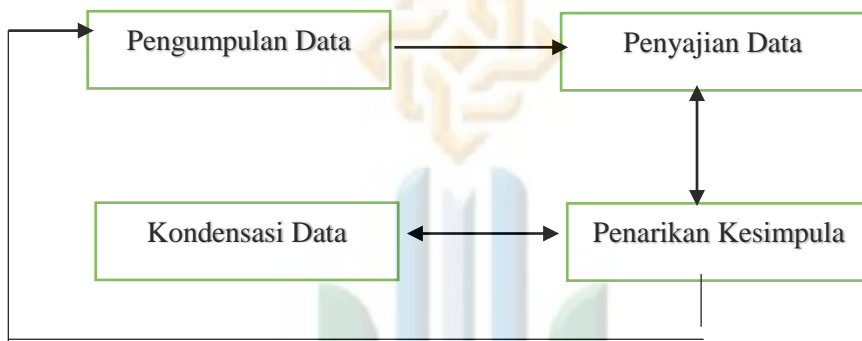 Pengumpulan Data
Penyajian Data
Kondensasi Data
Penarikan Kesimpula